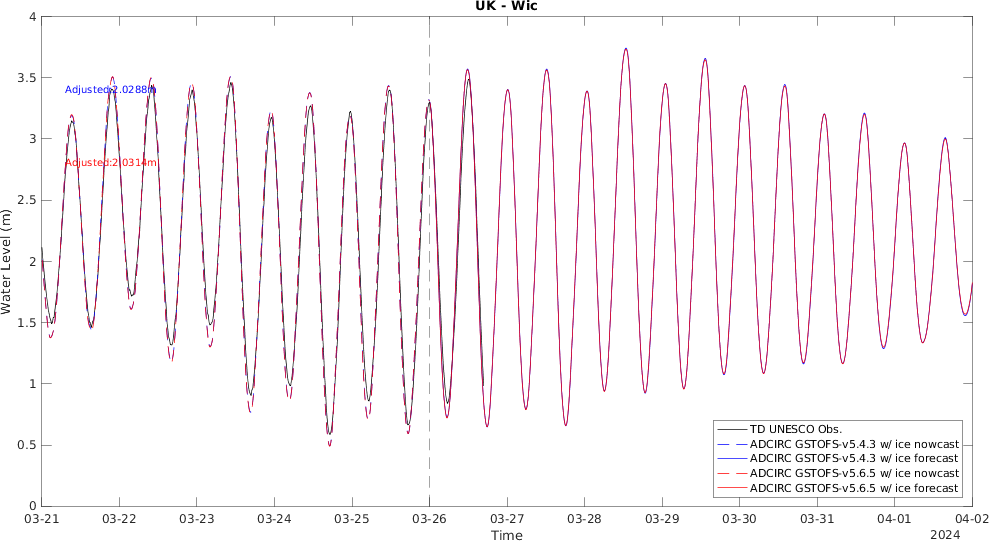 UK - Wic
4
3.5
3
2.5
2
1.5
1
0.5
0
Water Level (m)
Adjusted:2.0288m
Adjusted:2.0314m
TD UNESCO Obs.
ADCIRC GSTOFS-v5.4.3 w/ ice nowcast
ADCIRC GSTOFS-v5.4.3 w/ ice forecast
ADCIRC GSTOFS-v5.6.5 w/ ice nowcast
ADCIRC GSTOFS-v5.6.5 w/ ice forecast
03-21 03-22 03-23 03-24 03-25 03-26 03-27 03-28 03-29 03-30 03-31 04-01 04-02
Time
2024